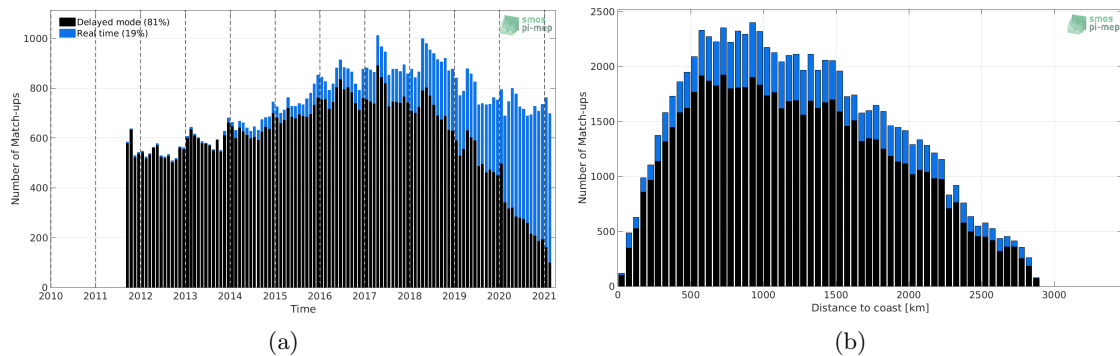 Delayed mode (81%)
Real time (19%)
smos
pi-mep
Number of Match-ups
1000
800
600
400
200
0
2010 2011 2012 2013 2014 2015 2016 2017 2018 2019 2020 2021
Time
(a)
smos
pi-mep
Number of Match-ups
2500
2000
1500
1000
500
0
0 500 1000 1500 2000 2500 3000
Distance to coast [km]
(b)